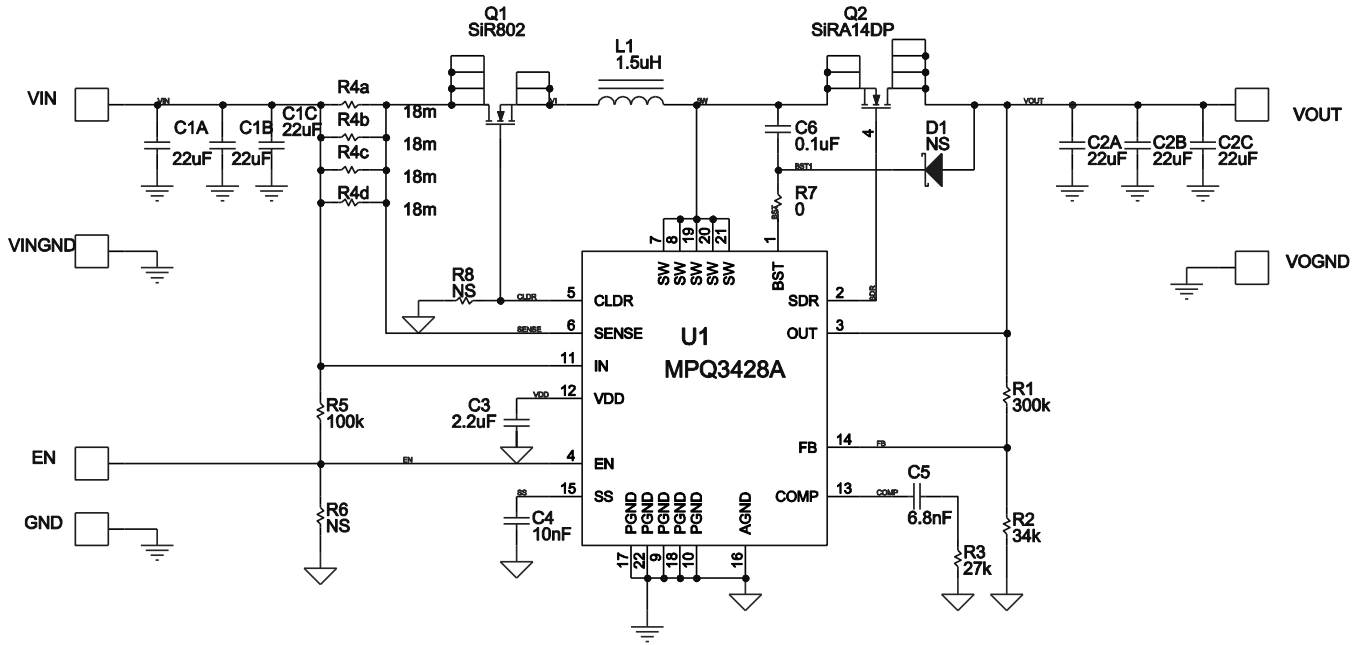 Q1
SiR802
Q2
SiRA14DP
L1
1.5uH
VIN
VIN
R4a
18m
VI
SW
VOUT
VOUT
C1A
22uF
C1B
22uF
C1C
22uF
R4b
18m
R4c
18m
R4d
18m
C6
0.1uF
4
D1
NS
C2A
22uF
C2B
22uF
C2C
22uF
BST1
R7
0
BST
VINGND
VOGND
7
8
19
20
21
1
SW
SW
SW
SW
SW
BST
R8
NS
CLDR
5
CLDR
SDR
2
SDR
SENSE
6
SENSE
U1
OUT
3
11
IN
MPQ3428A
VDD
12
VDD
C3
2.2uF
R5
100k
R1
300k
EN
EN
4
EN
FB
14
FB
SS
15
SS
C4
10nF
COMP
13
COMP
C5
6.8nF
R6
NS
GND
PGND
PGND
PGND
PGND
PGND
AGND
17
22
9
18
10
16
R2
34k
R3
27k